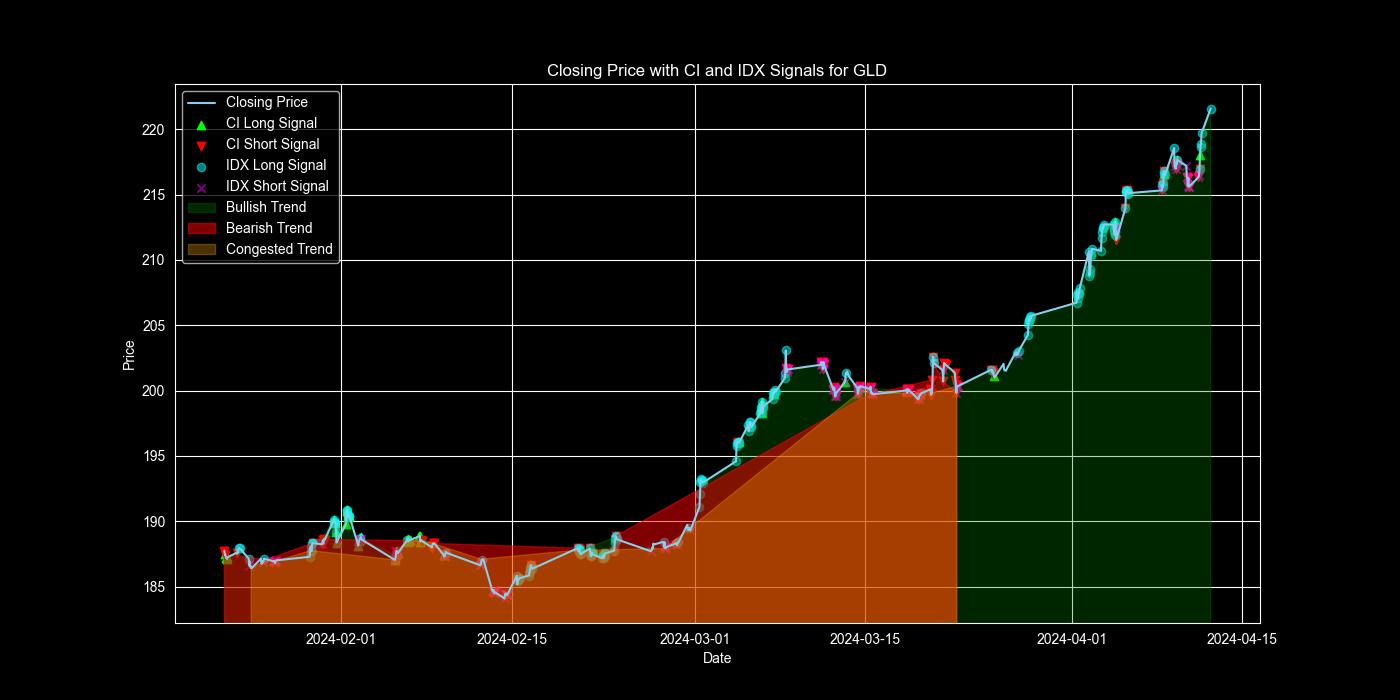 Closing Price with CI and IDX Signals for GLD
Closing Price
CI Long Signal
CI Short Signal
IDX Long Signal
IDX Short Signal
Bullish Trend
Bearish Trend
Congested Trend
Price
220
215
210
205
200
195
190
185
2024-02-01 2024-02-15 2024-03-01 2024-03-15 2024-04-01 2024-04-15
Date